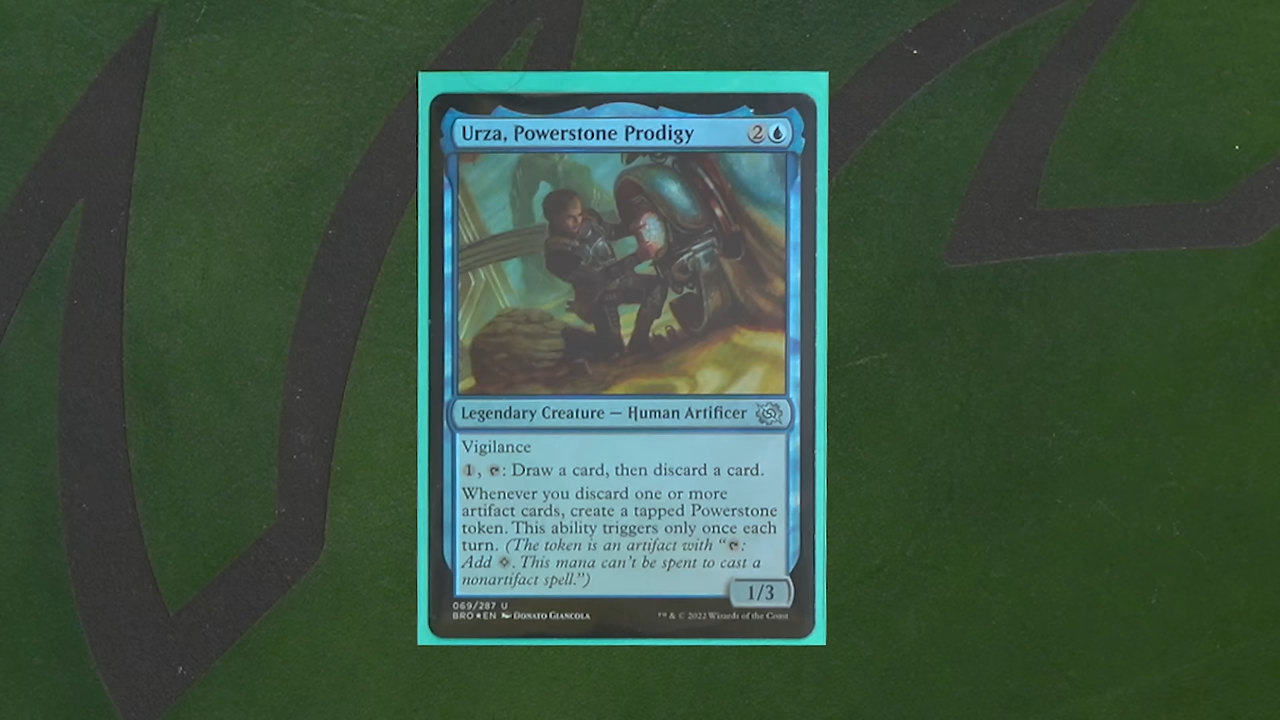 Urza, Powerstone Prodigy 2
Legendary Creature — Human Artificer
Vigilance
1, : Draw a card, then discard a card.
Whenever you discard one or more
artifact cards, create a tapped Powerstone
token. This ability triggers only once each
turn. (The token is an artifact with “:
Add . This mana can’t be spent to cast a
nonartifact spell.”)
1/3
069/287 U
BRO★EN DONATO GIANCOLA
™ & © 2022 Wizards of the Coast